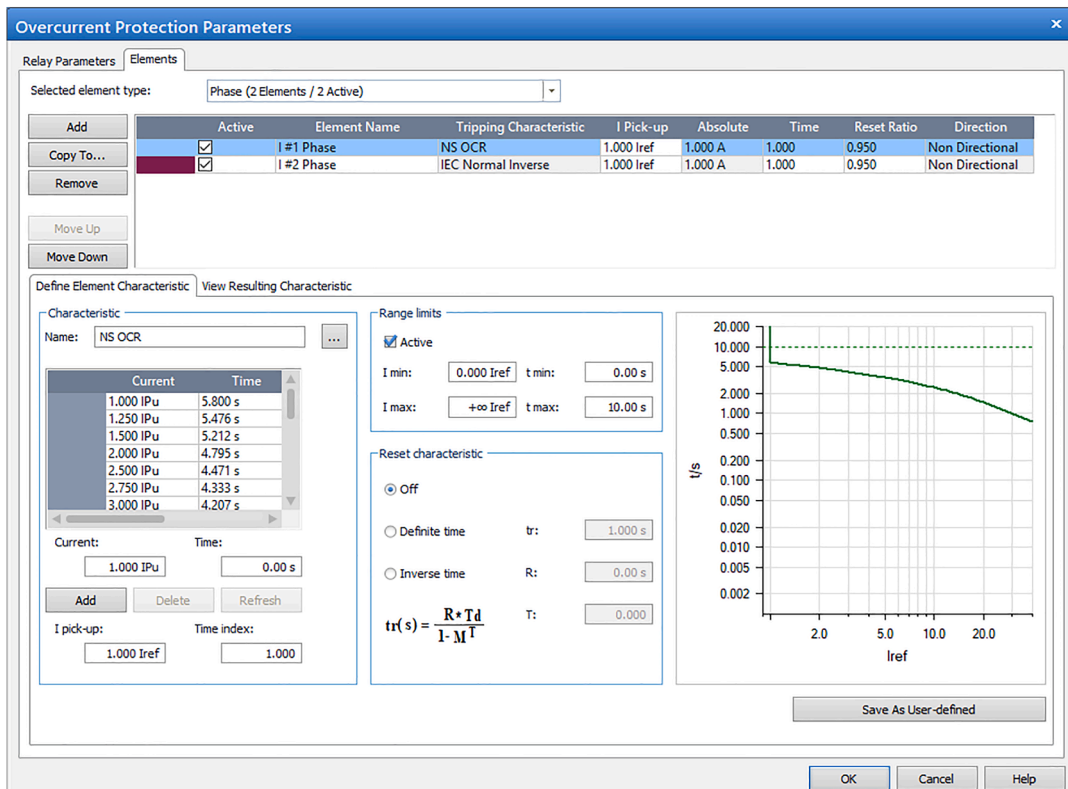 Overcurrent Protection Parameters
Relay Parameters Elements
Selected element type: Phase (2 Elements / 2 Active)
Add
Copy To...
Remove
Move Up
Move Down
Active Element Name Tripping Characteristic I Pick-up Absolute Time Reset Ratio Direction
I #1 Phase NS OCR 1.000 Iref 1.000 A 1.000 0.950 Non Directional
I #2 Phase IEC Normal Inverse 1.000 Iref 1.000 A 1.000 0.950 Non Directional
Define Element Characteristic View Resulting Characteristic
Characteristic
Name: NS OCR ...
Current Time
1.000 IPu 5.800 s
1.250 IPu 5.476 s
1.500 IPu 5.212 s
2.000 IPu 4.795 s
2.500 IPu 4.471 s
2.750 IPu 4.333 s
3.000 IPu 4.207 s
Current: Time:
1.000 IPu 0.00 s
Add Delete Refresh
I pick-up: Time index:
1.000 Iref 1.000
Range limits
Active
I min: 0.000 Iref t min: 0.00 s
I max: +∞ Iref t max: 10.00 s
Reset characteristic
Off
Definite time tr: 1.000 s
Inverse time R: 0.00 s
T: 0.000
tr(s) = R*Td / 1-M^T
20.000
10.000
5.000
2.000
1.000
0.500
0.200
0.100
0.050
0.020
0.010
0.005
0.002
t/s
2.0 5.0 10.0 20.0
Iref
Save As User-defined
OK Cancel Help